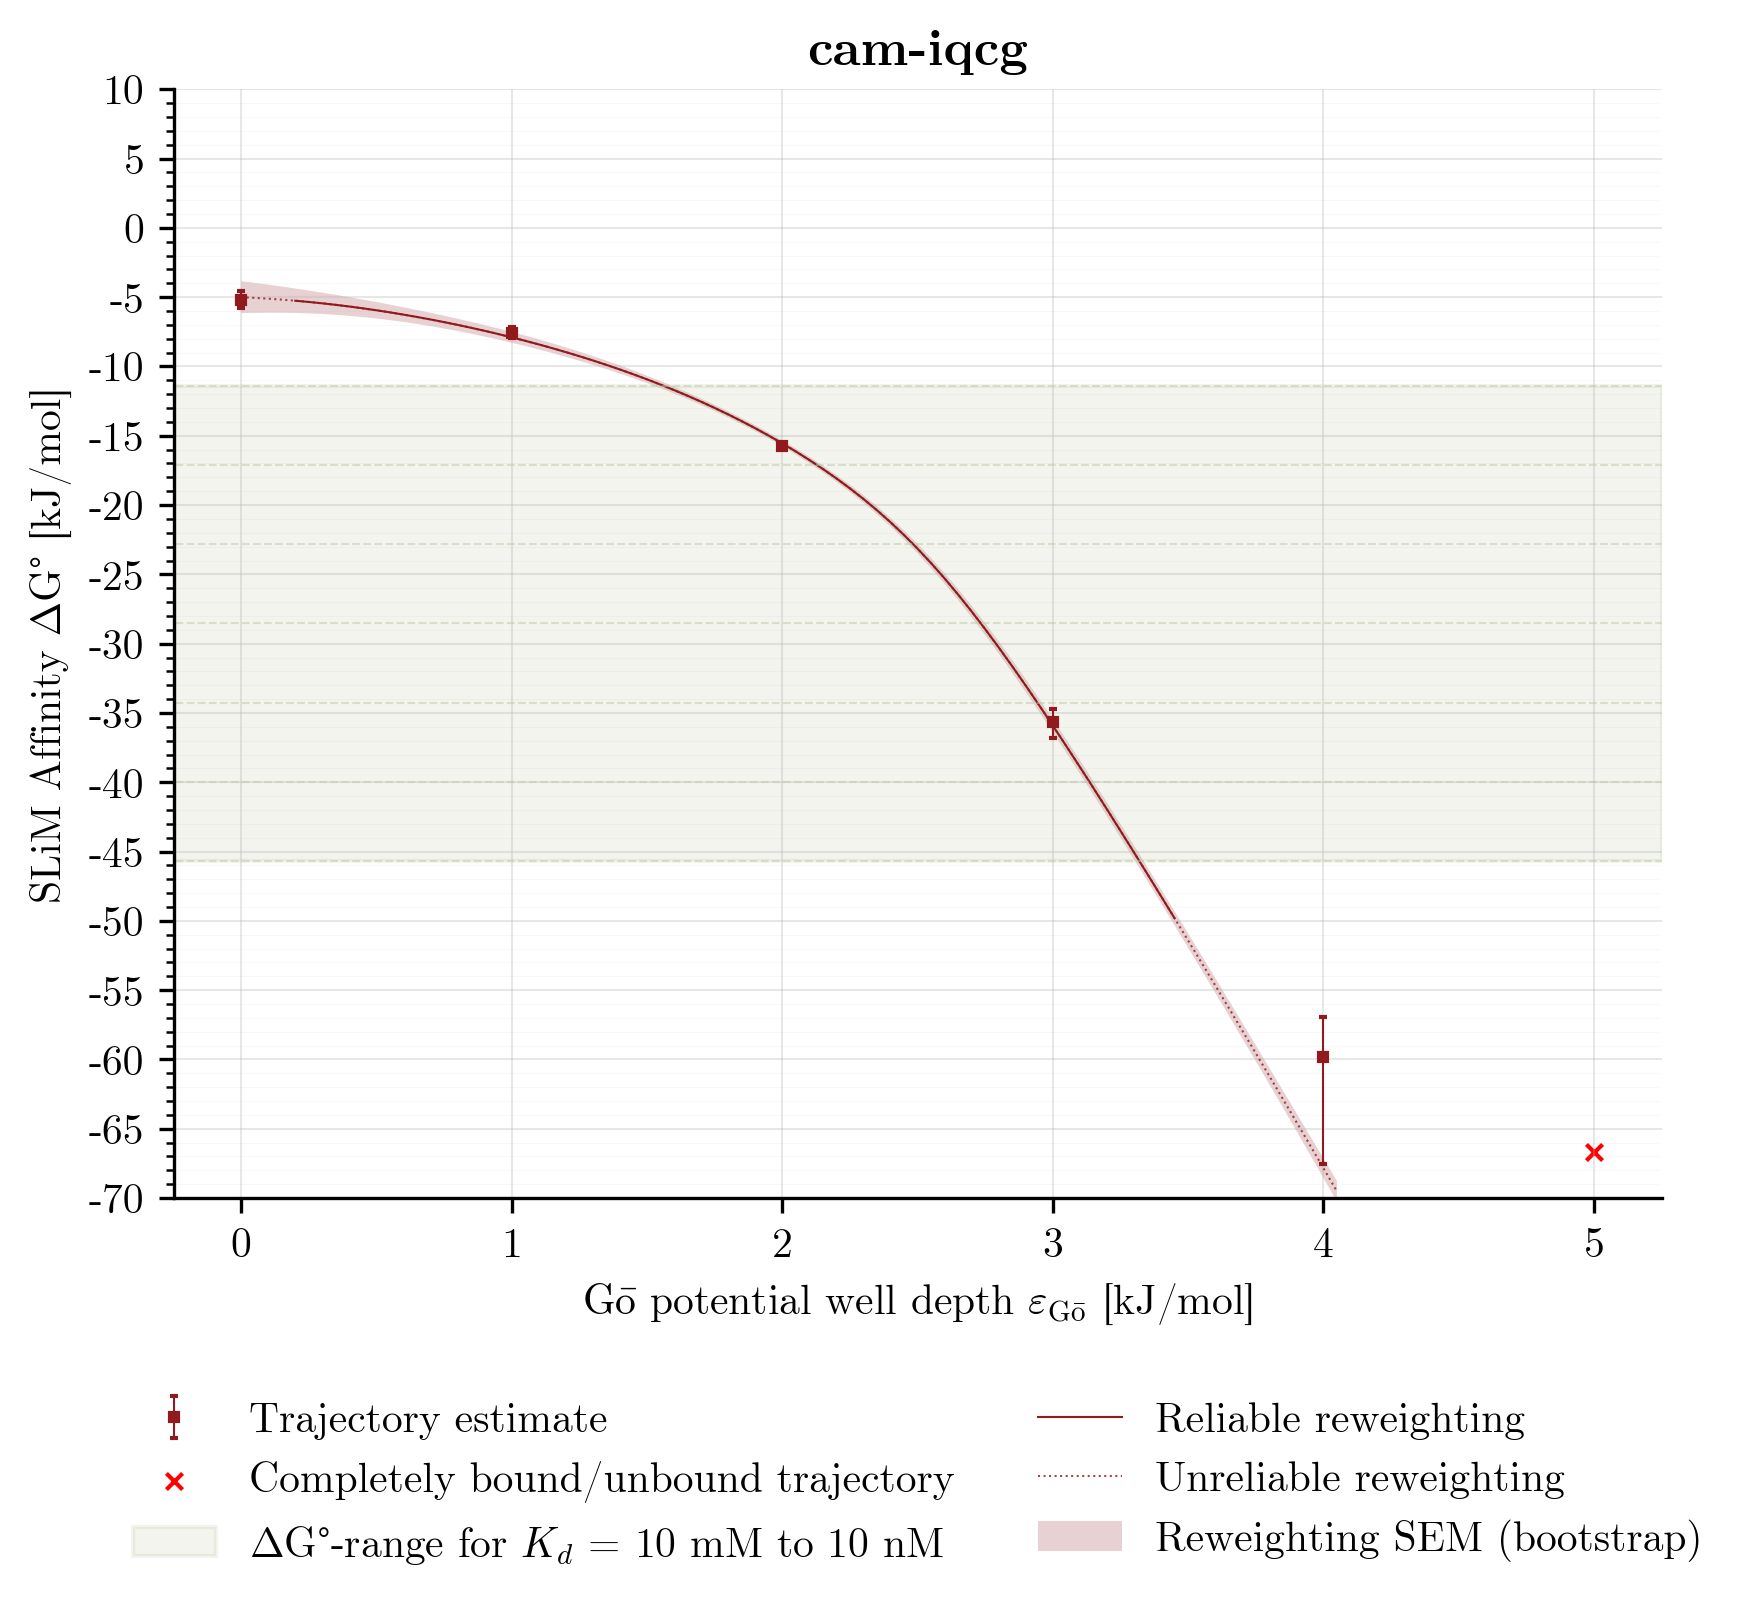 cam-iqcg
10
5
0
-5
-10
-15
-20
-25
-30
-35
-40
-45
-50
-55
-60
-65
-70
SLiM Affinity ΔG° [kJ/mol]
0 1 2 3 4 5
Gō potential well depth ε_Gō [kJ/mol]
Trajectory estimate
Completely bound/unbound trajectory
ΔG°-range for K_d = 10 mM to 10 nM
Reliable reweighting
Unreliable reweighting
Reweighting SEM (bootstrap)